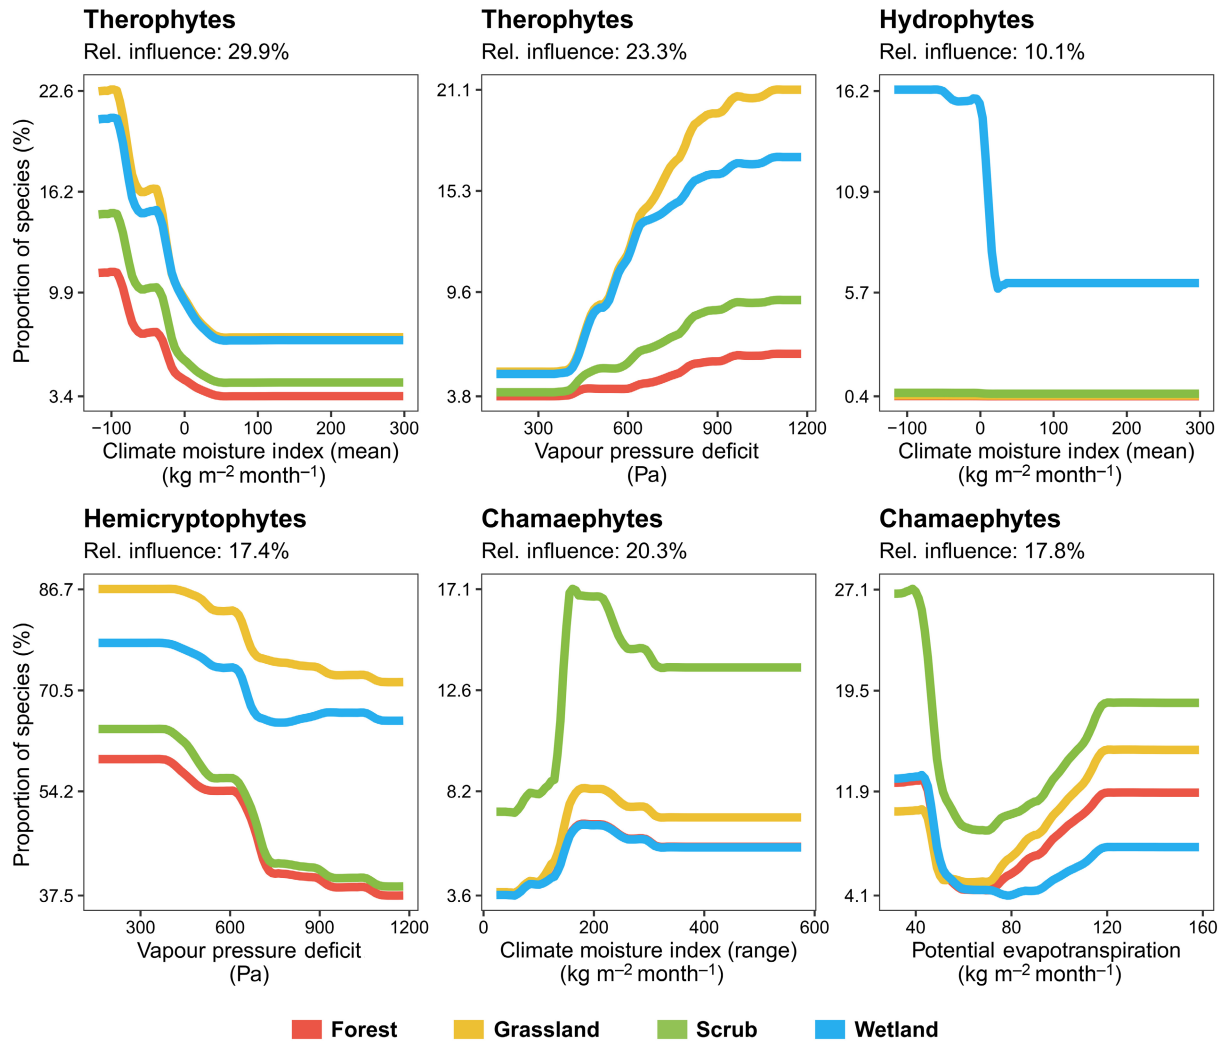 Therophytes
Rel. influence: 29.9%
Therophytes
Rel. influence: 23.3%
Hydrophytes
Rel. influence: 10.1%
Proportion of species (%)
22.6
16.2
9.9
3.4
−100 0 100 200 300
Climate moisture index (mean)
(kg m⁻² month⁻¹)
21.1
15.3
9.6
3.8
300 600 900 1200
Vapour pressure deficit
(Pa)
16.2
10.9
5.7
0.4
−100 0 100 200 300
Climate moisture index (mean)
(kg m⁻² month⁻¹)
Hemicryptophytes
Rel. influence: 17.4%
Chamaephytes
Rel. influence: 20.3%
Chamaephytes
Rel. influence: 17.8%
Proportion of species (%)
86.7
70.5
54.2
37.5
300 600 900 1200
Vapour pressure deficit
(Pa)
17.1
12.6
8.2
3.6
0 200 400 600
Climate moisture index (range)
(kg m⁻² month⁻¹)
27.1
19.5
11.9
4.1
40 80 120 160
Potential evapotranspiration
(kg m⁻² month⁻¹)
Forest Grassland Scrub Wetland